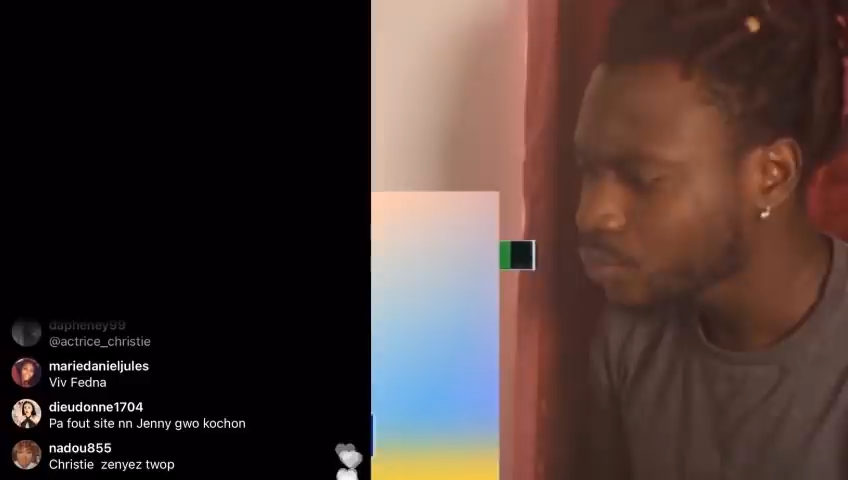 dapheney99
@actrice_christie
mariedanieljules
Viv Fedna
dieudonne1704
Pa fout site nn Jenny gwo kochon
nadou855
Christie zenyez twop